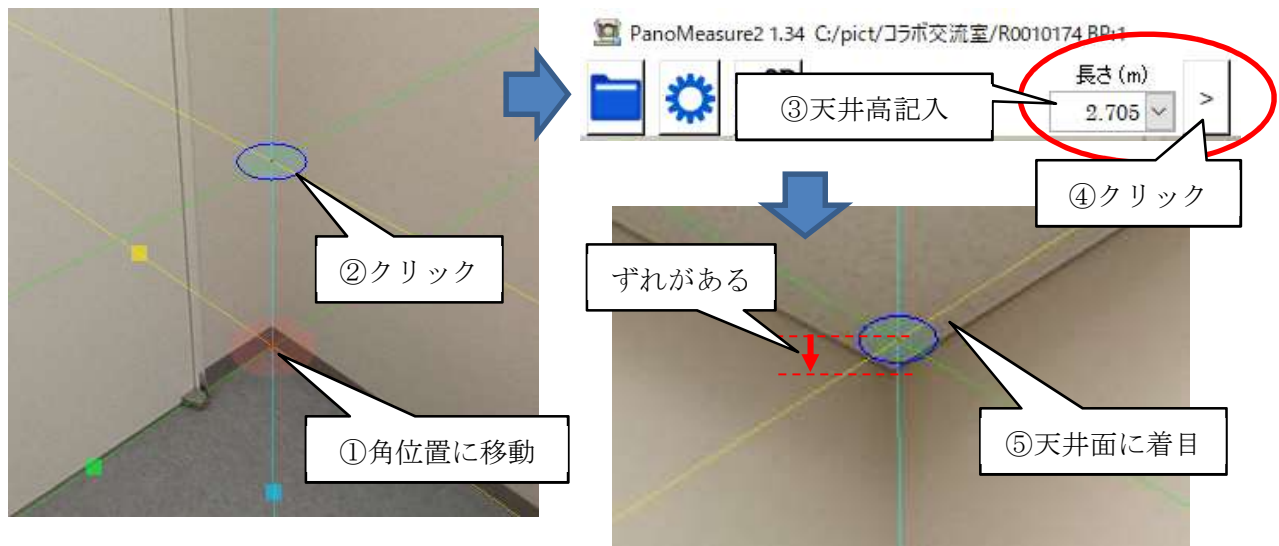 PanoMeasure2 1.34 C:/pict/コラボ交流室/R0010174 BP:1
長さ(m)
2.705
>
③天井高記入
④クリック
②クリック
ずれがある
①角位置に移動
⑤天井面に着目